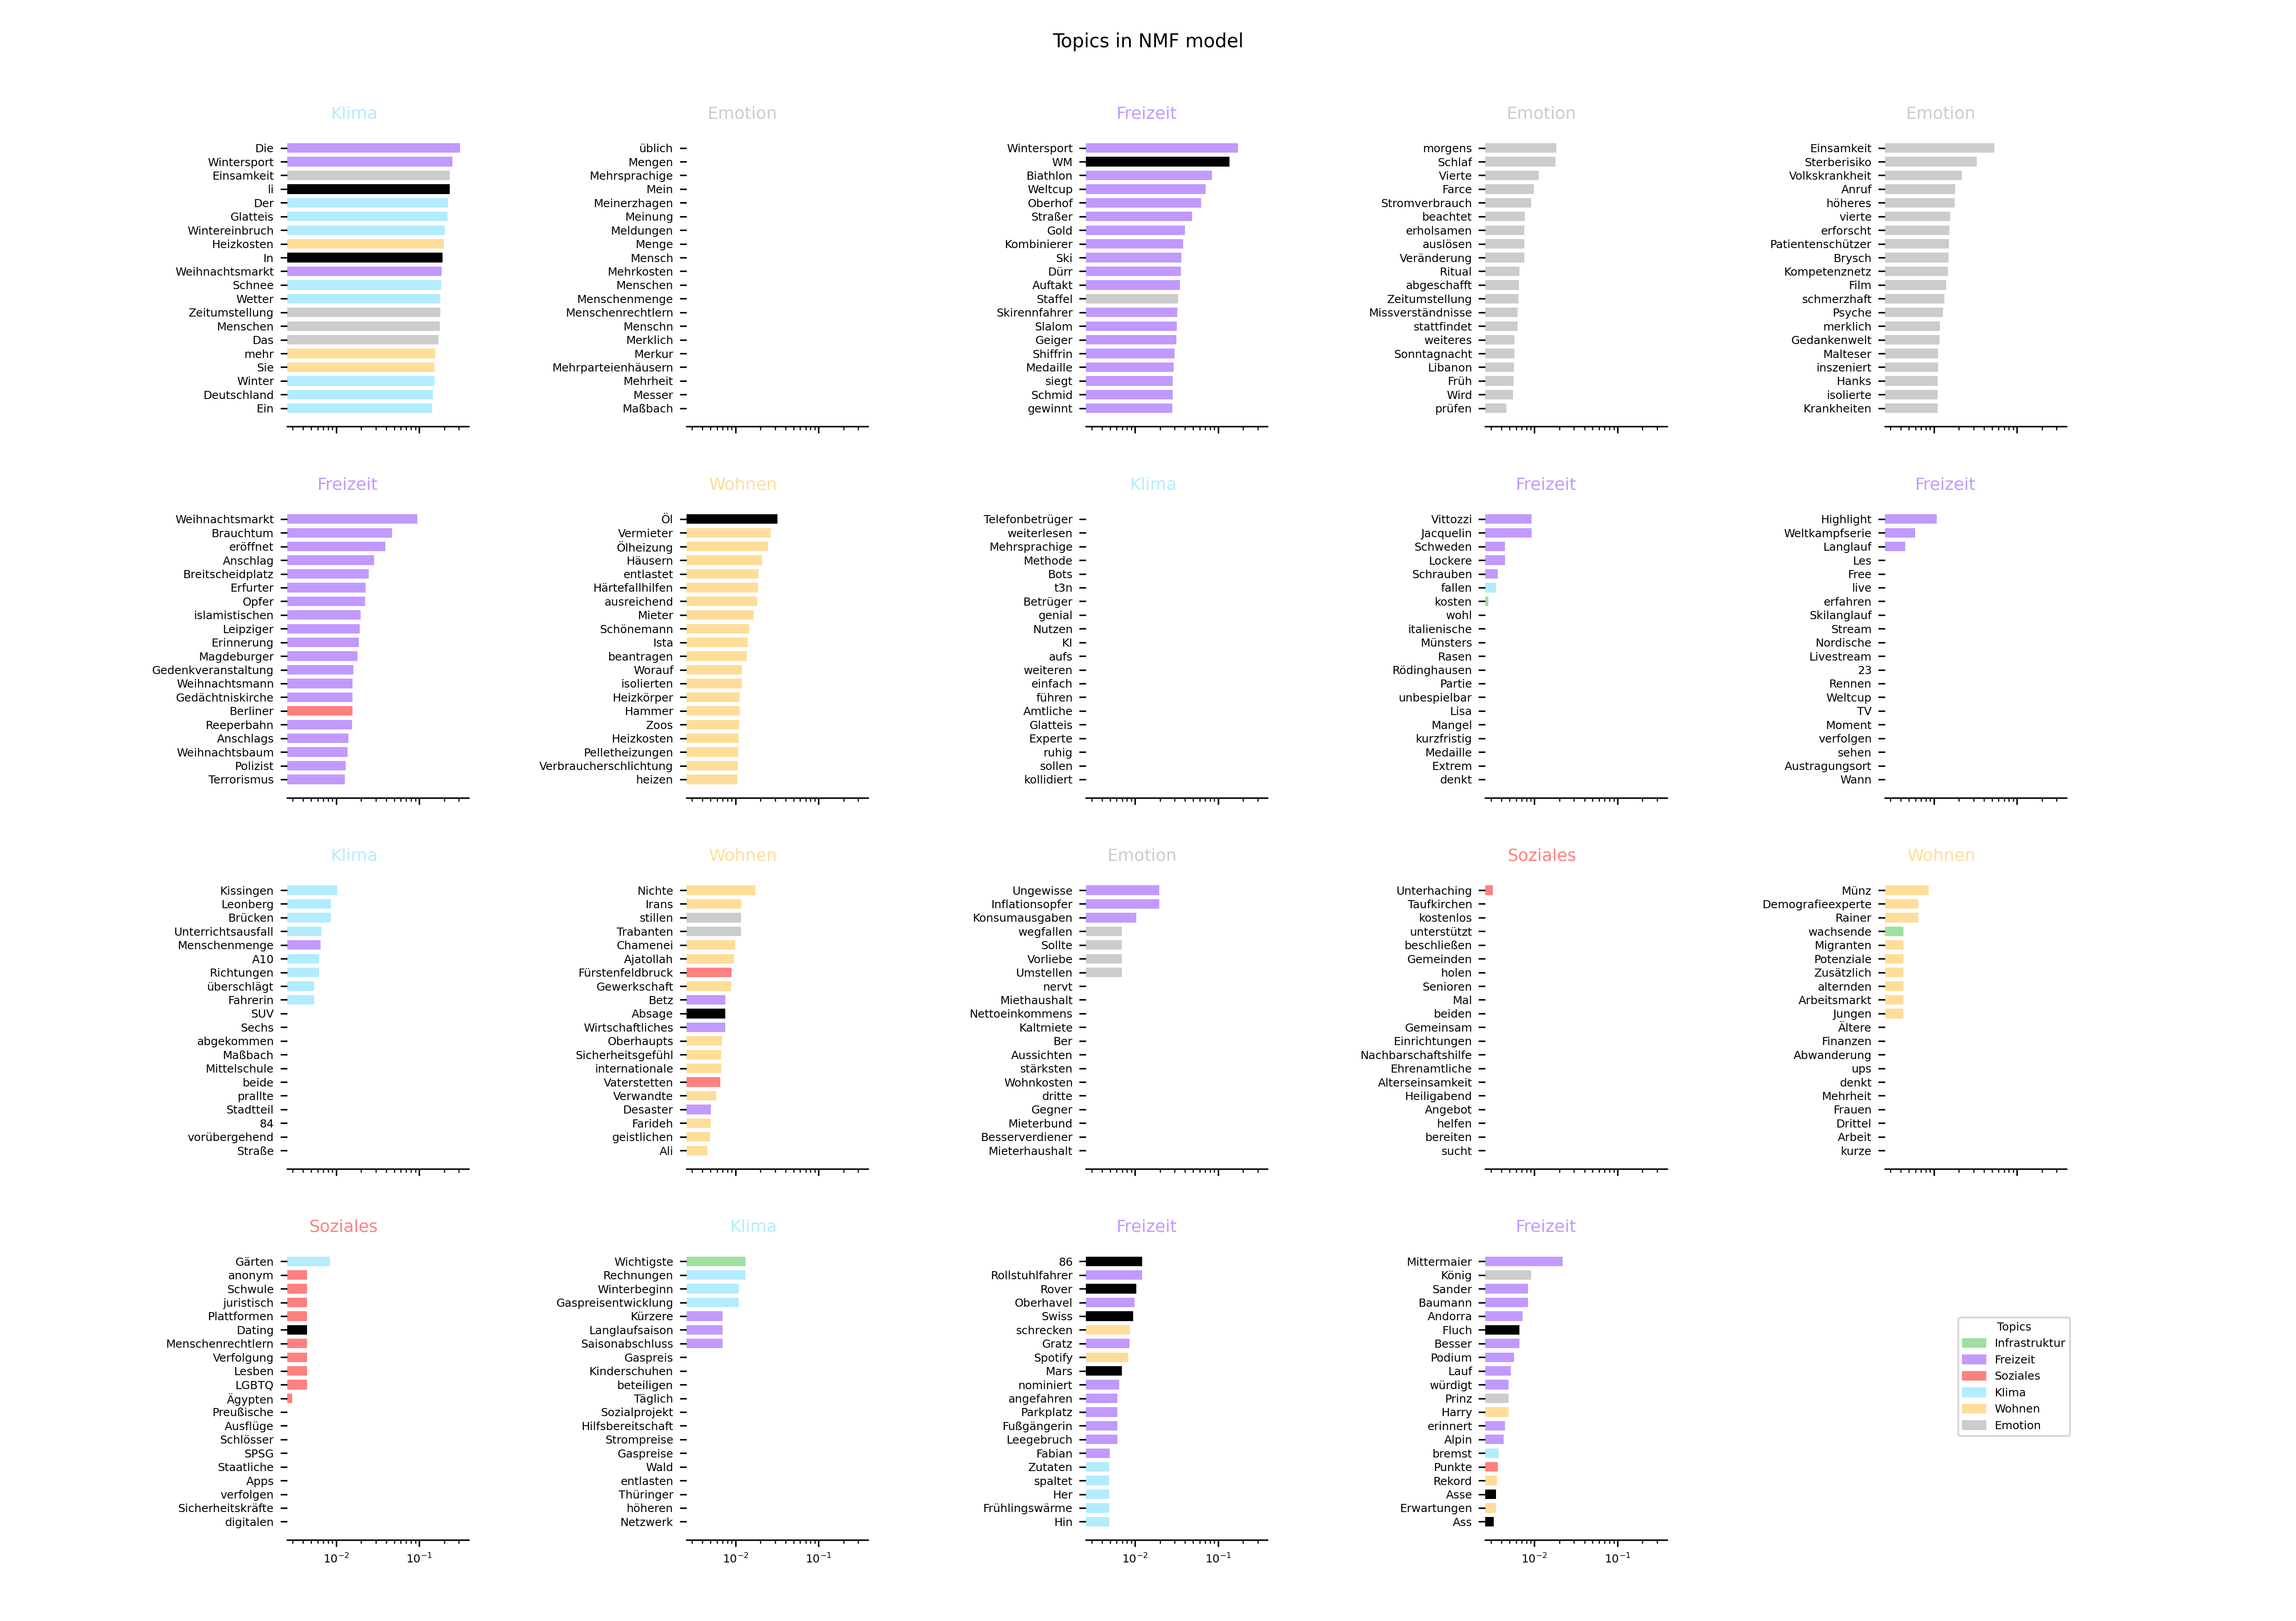 Topics in NMF model
Klima
Die
Wintersport
Einsamkeit
li
Der
Glatteis
Wintereinbruch
Heizkosten
In
Weihnachtsmarkt
Schnee
Wetter
Zeitumstellung
Menschen
Das
mehr
Sie
Winter
Deutschland
Ein
Emotion
üblich
Mengen
Mehrsprachige
Mein
Meinerzhagen
Meinung
Meldungen
Menge
Mensch
Mehrkosten
Menschen
Menschenmenge
Menschenrechtlern
Menschn
Merklich
Merkur
Mehrparteienhäusern
Mehrheit
Messer
Maßbach
Freizeit
Wintersport
WM
Biathlon
Weltcup
Oberhof
Straßer
Gold
Kombinierer
Ski
Dürr
Auftakt
Staffel
Skirennfahrer
Slalom
Geiger
Shiffrin
Medaille
siegt
Schmid
gewinnt
Emotion
morgens
Schlaf
Vierte
Farce
Stromverbrauch
beachtet
erholsamen
auslösen
Veränderung
Ritual
abgeschafft
Zeitumstellung
Missverständnisse
stattfindet
weiteres
Sonntagnacht
Libanon
Früh
Wird
prüfen
Emotion
Einsamkeit
Sterberisiko
Volkskrankheit
Anruf
höheres
vierte
erforscht
Patientenschützer
Brysch
Kompetenznetz
Film
schmerzhaft
Psyche
merklich
Gedankenwelt
Malteser
inszeniert
Hanks
isolierte
Krankheiten
Freizeit
Weihnachtsmarkt
Brauchtum
eröffnet
Anschlag
Breitscheidplatz
Erfurter
Opfer
islamistischen
Leipziger
Erinnerung
Magdeburger
Gedenkveranstaltung
Weihnachtsmann
Gedächtniskirche
Berliner
Reeperbahn
Anschlags
Weihnachtsbaum
Polizist
Terrorismus
Wohnen
Öl
Vermieter
Ölheizung
Häusern
entlastet
Härtefallhilfen
ausreichend
Mieter
Schönemann
Ista
beantragen
Worauf
isolierten
Heizkörper
Hammer
Zoos
Heizkosten
Pelletheizungen
Verbraucherschlichtung
heizen
Klima
Telefonbetrüger
weiterlesen
Mehrsprachige
Methode
Bots
t3n
Betrüger
genial
Nutzen
KI
aufs
weiteren
einfach
führen
Amtliche
Glatteis
Experte
ruhig
sollen
kollidiert
Freizeit
Vittozzi
Jacquelin
Schweden
Lockere
Schrauben
fallen
kosten
wohl
italienische
Münsters
Rasen
Rödinghausen
Partie
unbespielbar
Lisa
Mangel
kurzfristig
Medaille
Extrem
denkt
Freizeit
Highlight
Weltkampfserie
Langlauf
Les
Free
live
erfahren
Skilanglauf
Stream
Nordische
Livestream
23
Rennen
Weltcup
TV
Moment
verfolgen
sehen
Austragungsort
Wann
Klima
Kissingen
Leonberg
Brücken
Unterrichtsausfall
Menschenmenge
A10
Richtungen
überschlägt
Fahrerin
SUV
Sechs
abgekommen
Maßbach
Mittelschule
beide
prallte
Stadtteil
84
vorübergehend
Straße
Wohnen
Nichte
Irans
stillen
Trabanten
Chamenei
Ajatollah
Fürstenfeldbruck
Gewerkschaft
Betz
Absage
Wirtschaftliches
Oberhaupts
Sicherheitsgefühl
internationale
Vaterstetten
Verwandte
Desaster
Farideh
geistlichen
Ali
Emotion
Ungewisse
Inflationsopfer
Konsumausgaben
wegfallen
Sollte
Vorliebe
Umstellen
nervt
Miethaushalt
Nettoeinkommens
Kaltmiete
Ber
Aussichten
stärksten
Wohnkosten
dritte
Gegner
Mieterbund
Besserverdiener
Mieterhaushalt
Soziales
Unterhaching
Taufkirchen
kostenlos
unterstützt
beschließen
Gemeinden
holen
Senioren
Mal
beiden
Gemeinsam
Einrichtungen
Nachbarschaftshilfe
Ehrenamtliche
Alterseinsamkeit
Heiligabend
Angebot
helfen
bereiten
sucht
Wohnen
Münz
Demografieexperte
Rainer
wachsende
Migranten
Potenziale
Zusätzlich
alternden
Arbeitsmarkt
Jungen
Ältere
Finanzen
Abwanderung
ups
denkt
Mehrheit
Frauen
Drittel
Arbeit
kurze
Soziales
Gärten
anonym
Schwule
juristisch
Plattformen
Dating
Menschenrechtlern
Verfolgung
Lesben
LGBTQ
Ägypten
Preußische
Ausflüge
Schlösser
SPSG
Staatliche
Apps
verfolgen
Sicherheitskräfte
digitalen
10⁻² 10⁻¹
Klima
Wichtigste
Rechnungen
Winterbeginn
Gaspreisentwicklung
Kürzere
Langlaufsaison
Saisonabschluss
Gaspreis
Kinderschuhen
beteiligen
Täglich
Sozialprojekt
Hilfsbereitschaft
Strompreise
Gaspreise
Wald
entlasten
Thüringer
höheren
Netzwerk
10⁻² 10⁻¹
Freizeit
86
Rollstuhlfahrer
Rover
Oberhavel
Swiss
schrecken
Gratz
Spotify
Mars
nominiert
angefahren
Parkplatz
Fußgängerin
Leegebruch
Fabian
Zutaten
spaltet
Her
Frühlingswärme
Hin
10⁻² 10⁻¹
Freizeit
Mittermaier
König
Sander
Baumann
Andorra
Fluch
Besser
Podium
Lauf
würdigt
Prinz
Harry
erinnert
Alpin
bremst
Punkte
Rekord
Asse
Erwartungen
Ass
10⁻² 10⁻¹
Topics
Infrastruktur
Freizeit
Soziales
Klima
Wohnen
Emotion